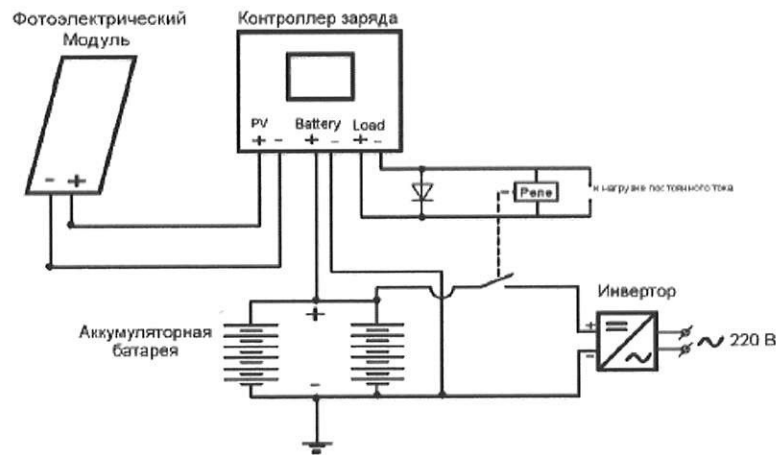 Фотоэлектрический
Модуль
Контроллер заряда
PV Battery Load
+ - + - + -
- +
Реле
к нагрузке постоянного тока
Инвертор
Аккумуляторная
батарея
+
-
+
-
~ 220 В